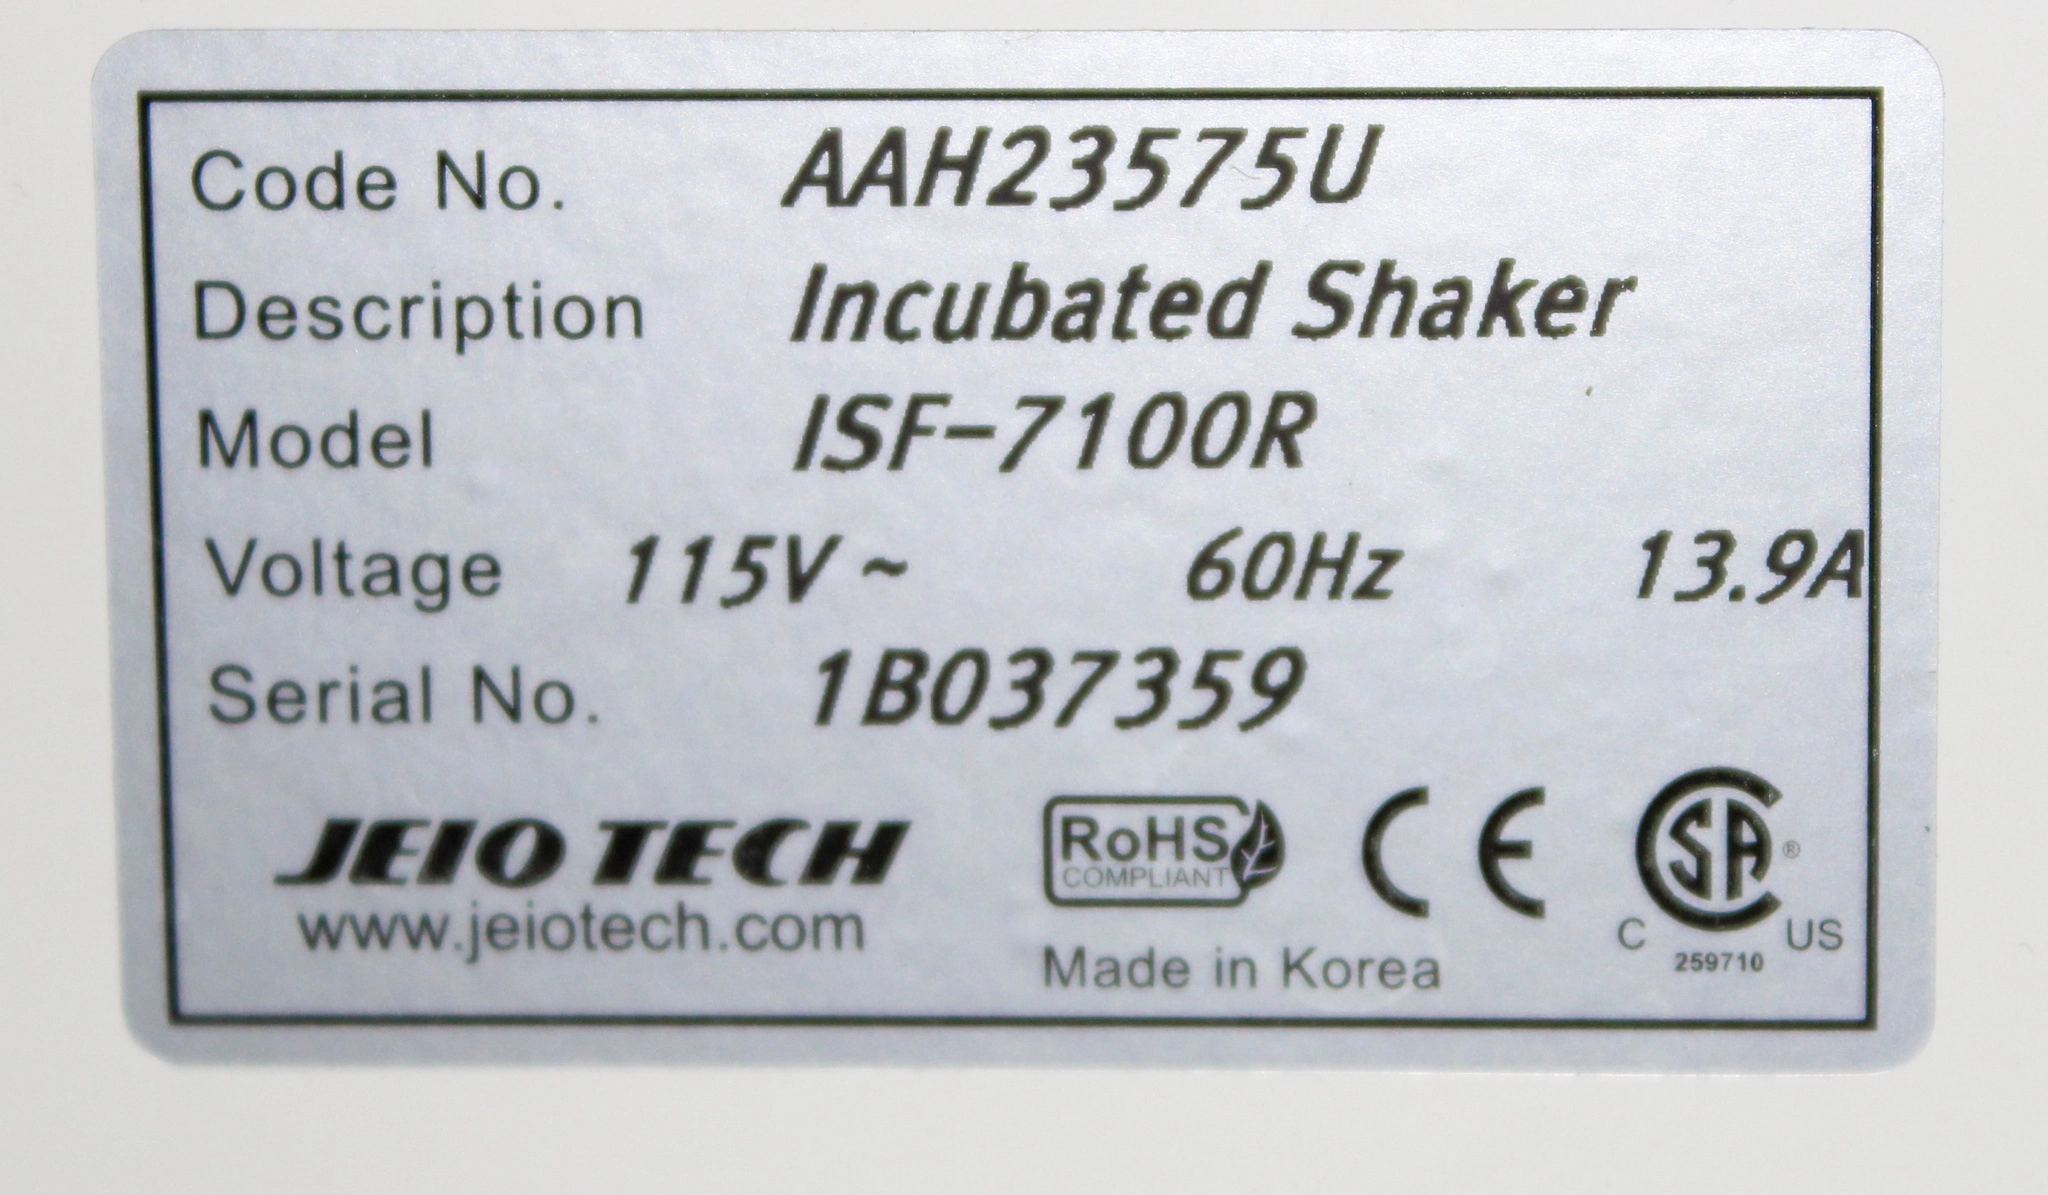 Code No. AAH23575U
Description Incubated Shaker
Model ISF-7100R
Voltage 115V ~ 60Hz 13.9A
Serial No. 1B037359
JEIO TECH
www.jeiotech.com
RoHS
COMPLIANT
CE
Made in Korea
SA ®
C US
259710